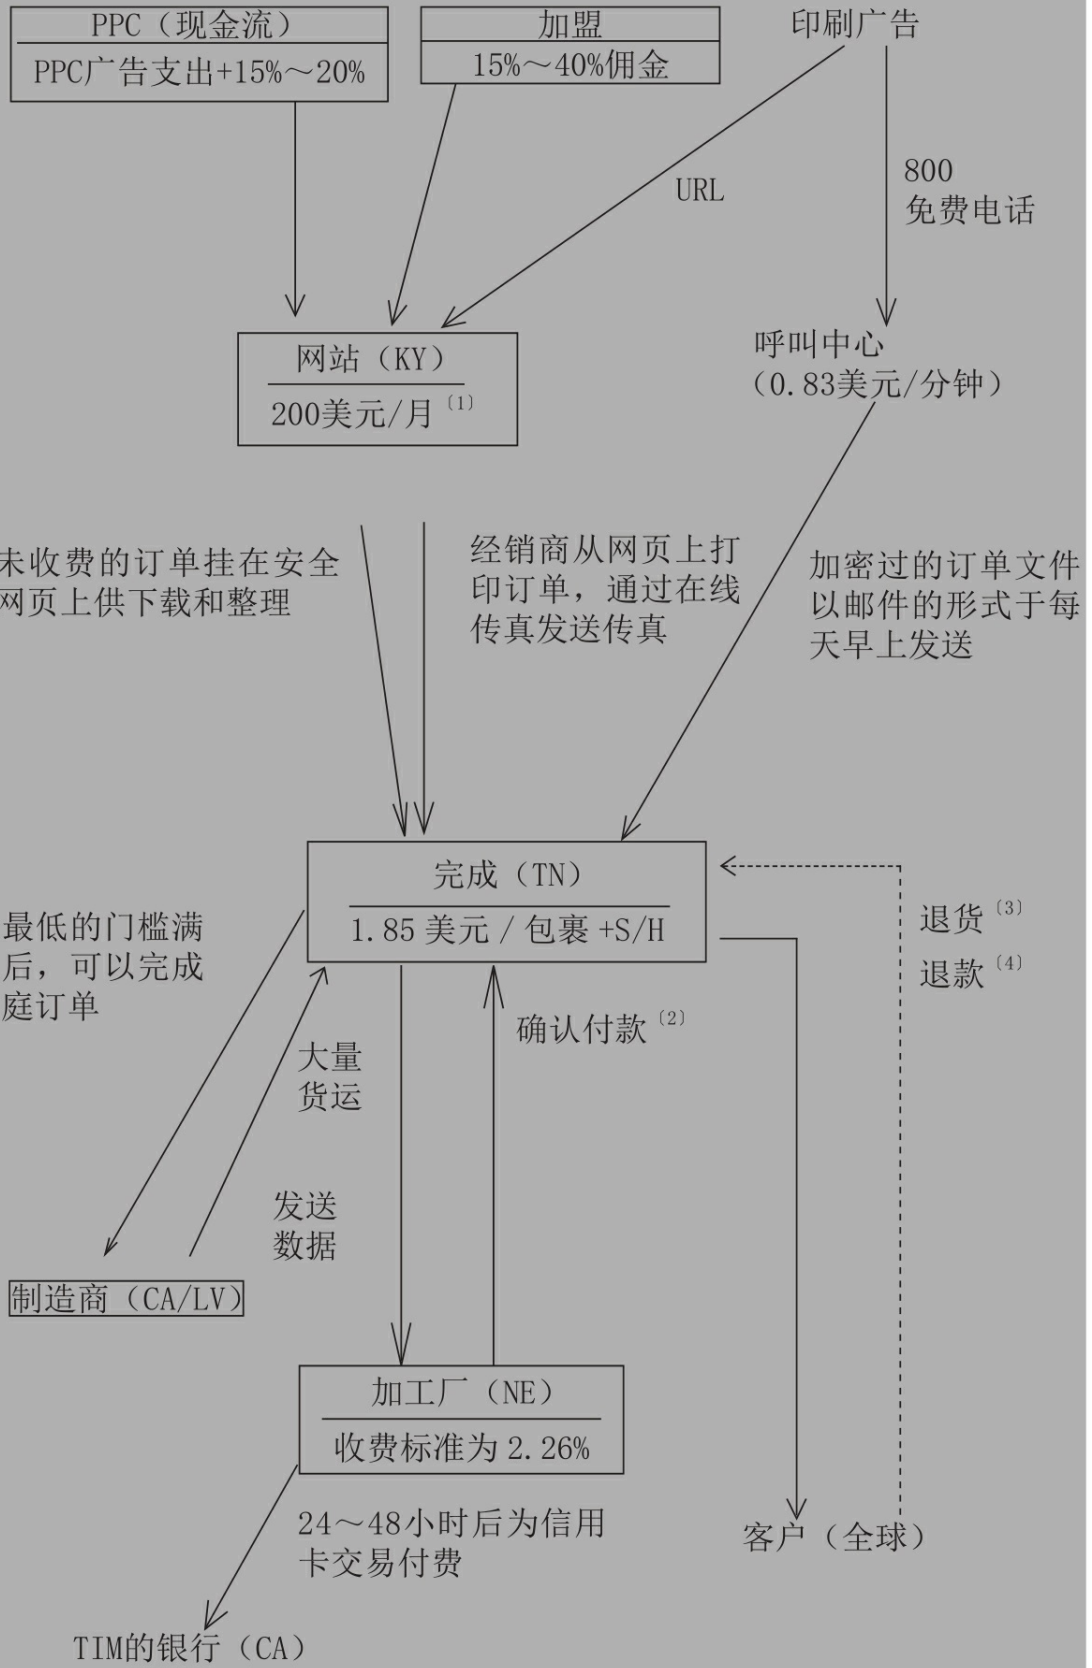 PPC（现金流）
PPC广告支出+15%～20%
加盟
15%～40%佣金
印刷广告
URL
800
免费电话
网站（KY）
200美元/月〔1〕
呼叫中心
（0.83美元/分钟）
未收费的订单挂在安全
网页上供下载和整理
经销商从网页上打
印订单，通过在线
传真发送传真
加密过的订单文件
以邮件的形式于每
天早上发送
完成（TN）
1.85 美元 / 包裹 +S/H
最低的门槛满
后，可以完成
庭订单
大量
货运
确认付款〔2〕
退货〔3〕
退款〔4〕
发送
数据
制造商（CA/LV）
加工厂（NE）
收费标准为 2.26%
24～48小时后为信用
卡交易付费
客户（全球）
TIM的银行（CA）